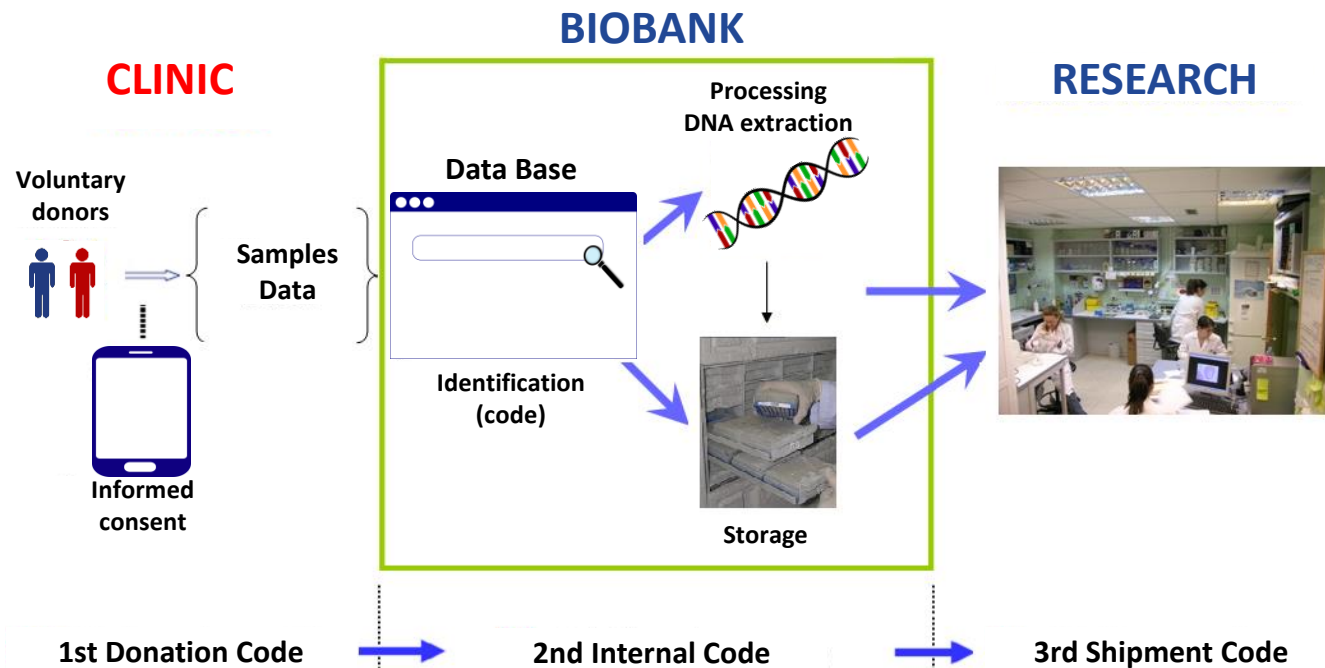 BIOBANK
CLINIC
RESEARCH
Voluntary
donors
Samples
Data
Informed
consent
Data Base
Identification
(code)
Processing
DNA extraction
Storage
1st Donation Code
2nd Internal Code
3rd Shipment Code